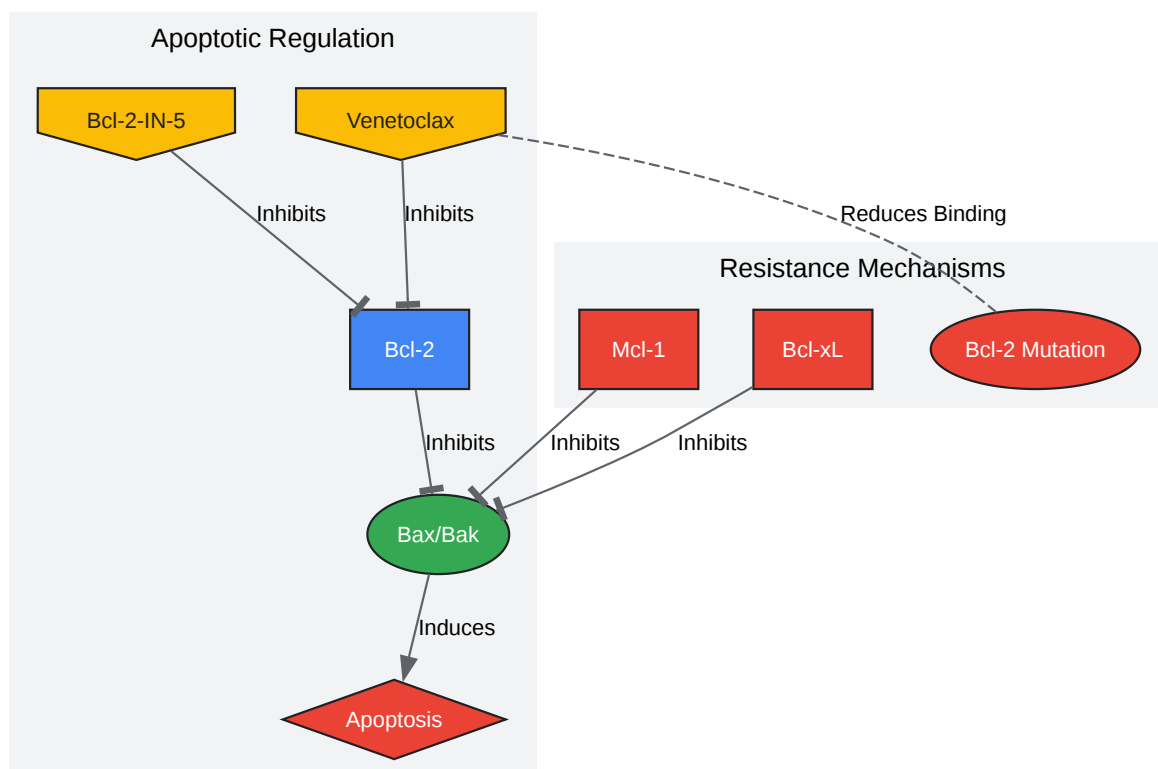 Apoptotic Regulation
Bcl-2-IN-5
Venetoclax
Inhibits
Inhibits
Reduces Binding
Resistance Mechanisms
Bcl-2
Mcl-1
Bcl-xL
Bcl-2 Mutation
Inhibits
Inhibits
Inhibits
Bax/Bak
Induces
Apoptosis